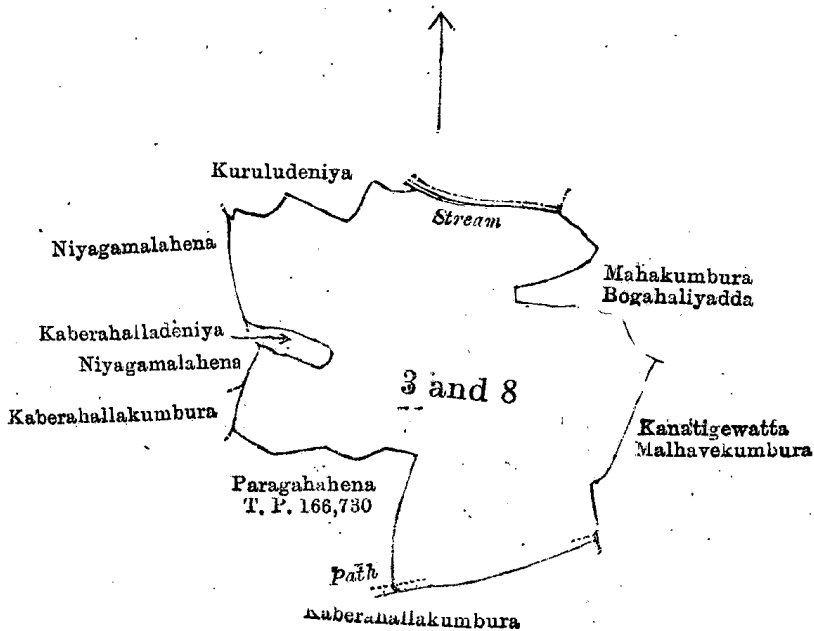 Kuruludeniya
Stream
Niyagamalahena
Mahakumbura
Bogahaliyadda
Kaberahalladeniya
Niyagamalahena
3 and 8
Kaberahallakumbura
Kanatigewatta
Malhavekumbura
Paragahahena
T. P. 166,730
Path
Kaberahallakumbura